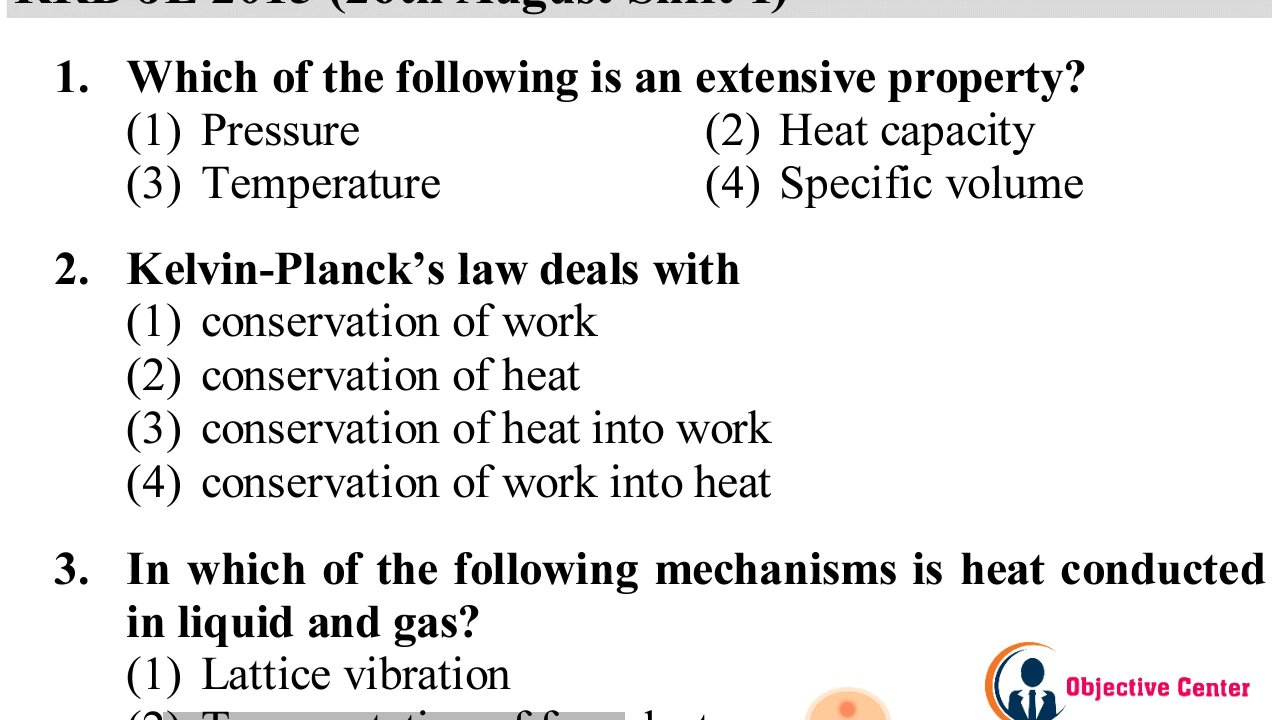 1. Which of the following is an extensive property?
(1) Pressure (2) Heat capacity
(3) Temperature (4) Specific volume
2. Kelvin-Planck’s law deals with
(1) conservation of work
(2) conservation of heat
(3) conservation of heat into work
(4) conservation of work into heat
3. In which of the following mechanisms is heat conducted
in liquid and gas?
(1) Lattice vibration
Objective Center